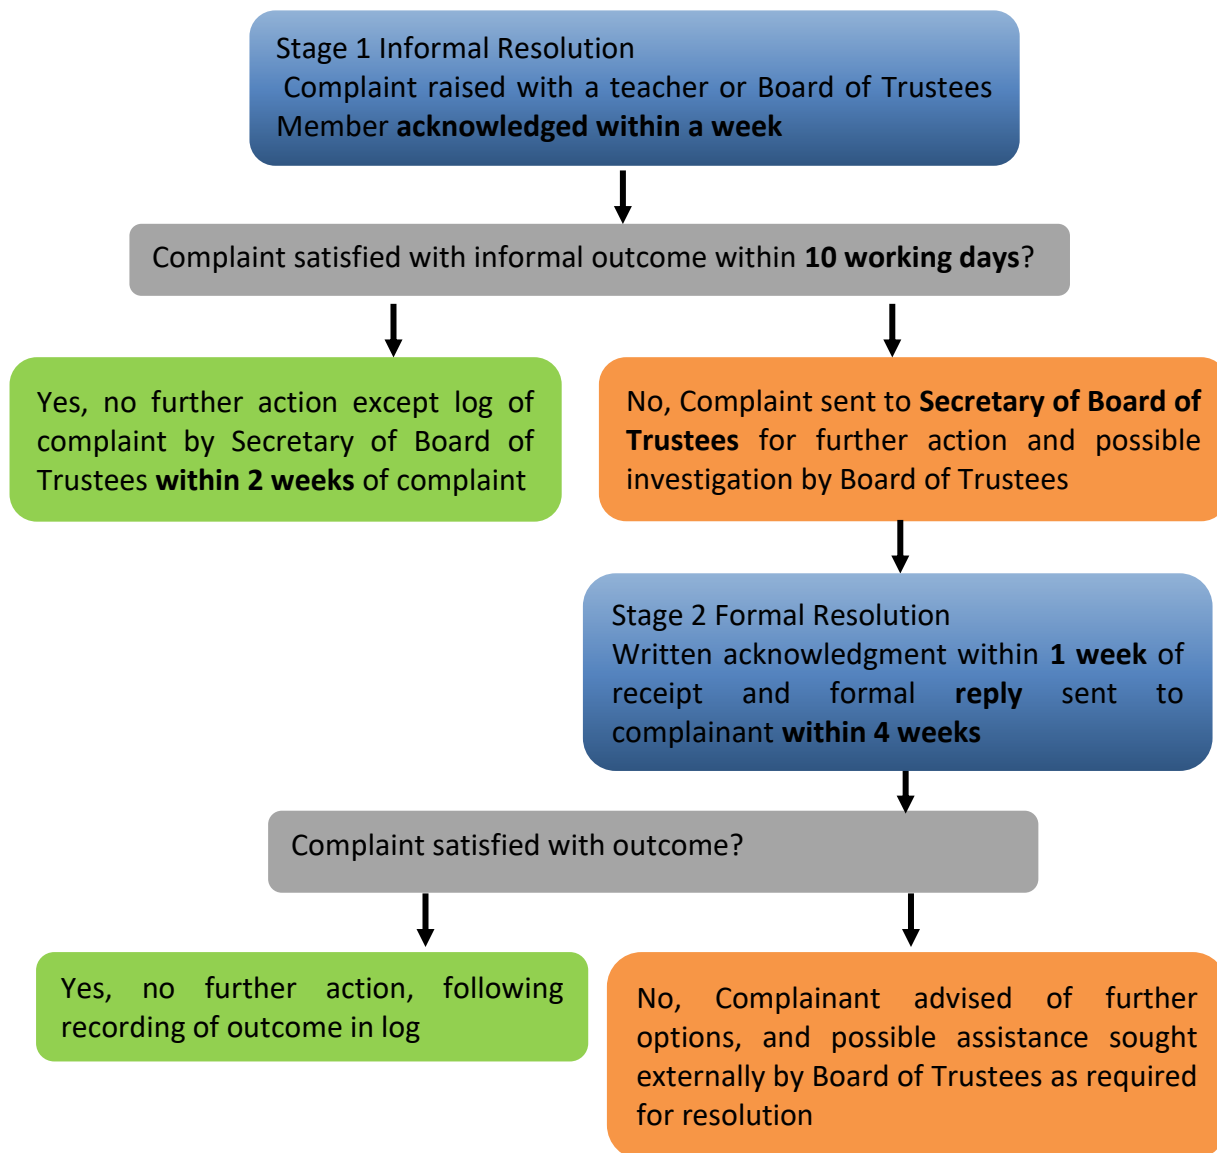 Stage 1 Informal Resolution
Complaint raised with a teacher or Board of Trustees
Member acknowledged within a week
Complaint satisfied with informal outcome within 10 working days?
Yes, no further action except log of
complaint by Secretary of Board of
Trustees within 2 weeks of complaint
No, Complaint sent to Secretary of Board of
Trustees for further action and possible
investigation by Board of Trustees
Stage 2 Formal Resolution
Written acknowledgment within 1 week of
receipt and formal reply sent to
complainant within 4 weeks
Complaint satisfied with outcome?
Yes, no further action, following
recording of outcome in log
No, Complainant advised of further
options, and possible assistance sought
externally by Board of Trustees as required
for resolution